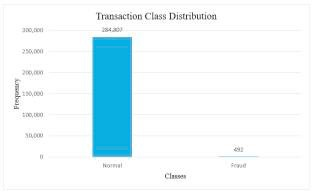 Transaction Class Distribution
284,807
300,000
250,000
200,000
150,000
100,000
50,000
0
Frequency
492
Normal
Fraud
Classes